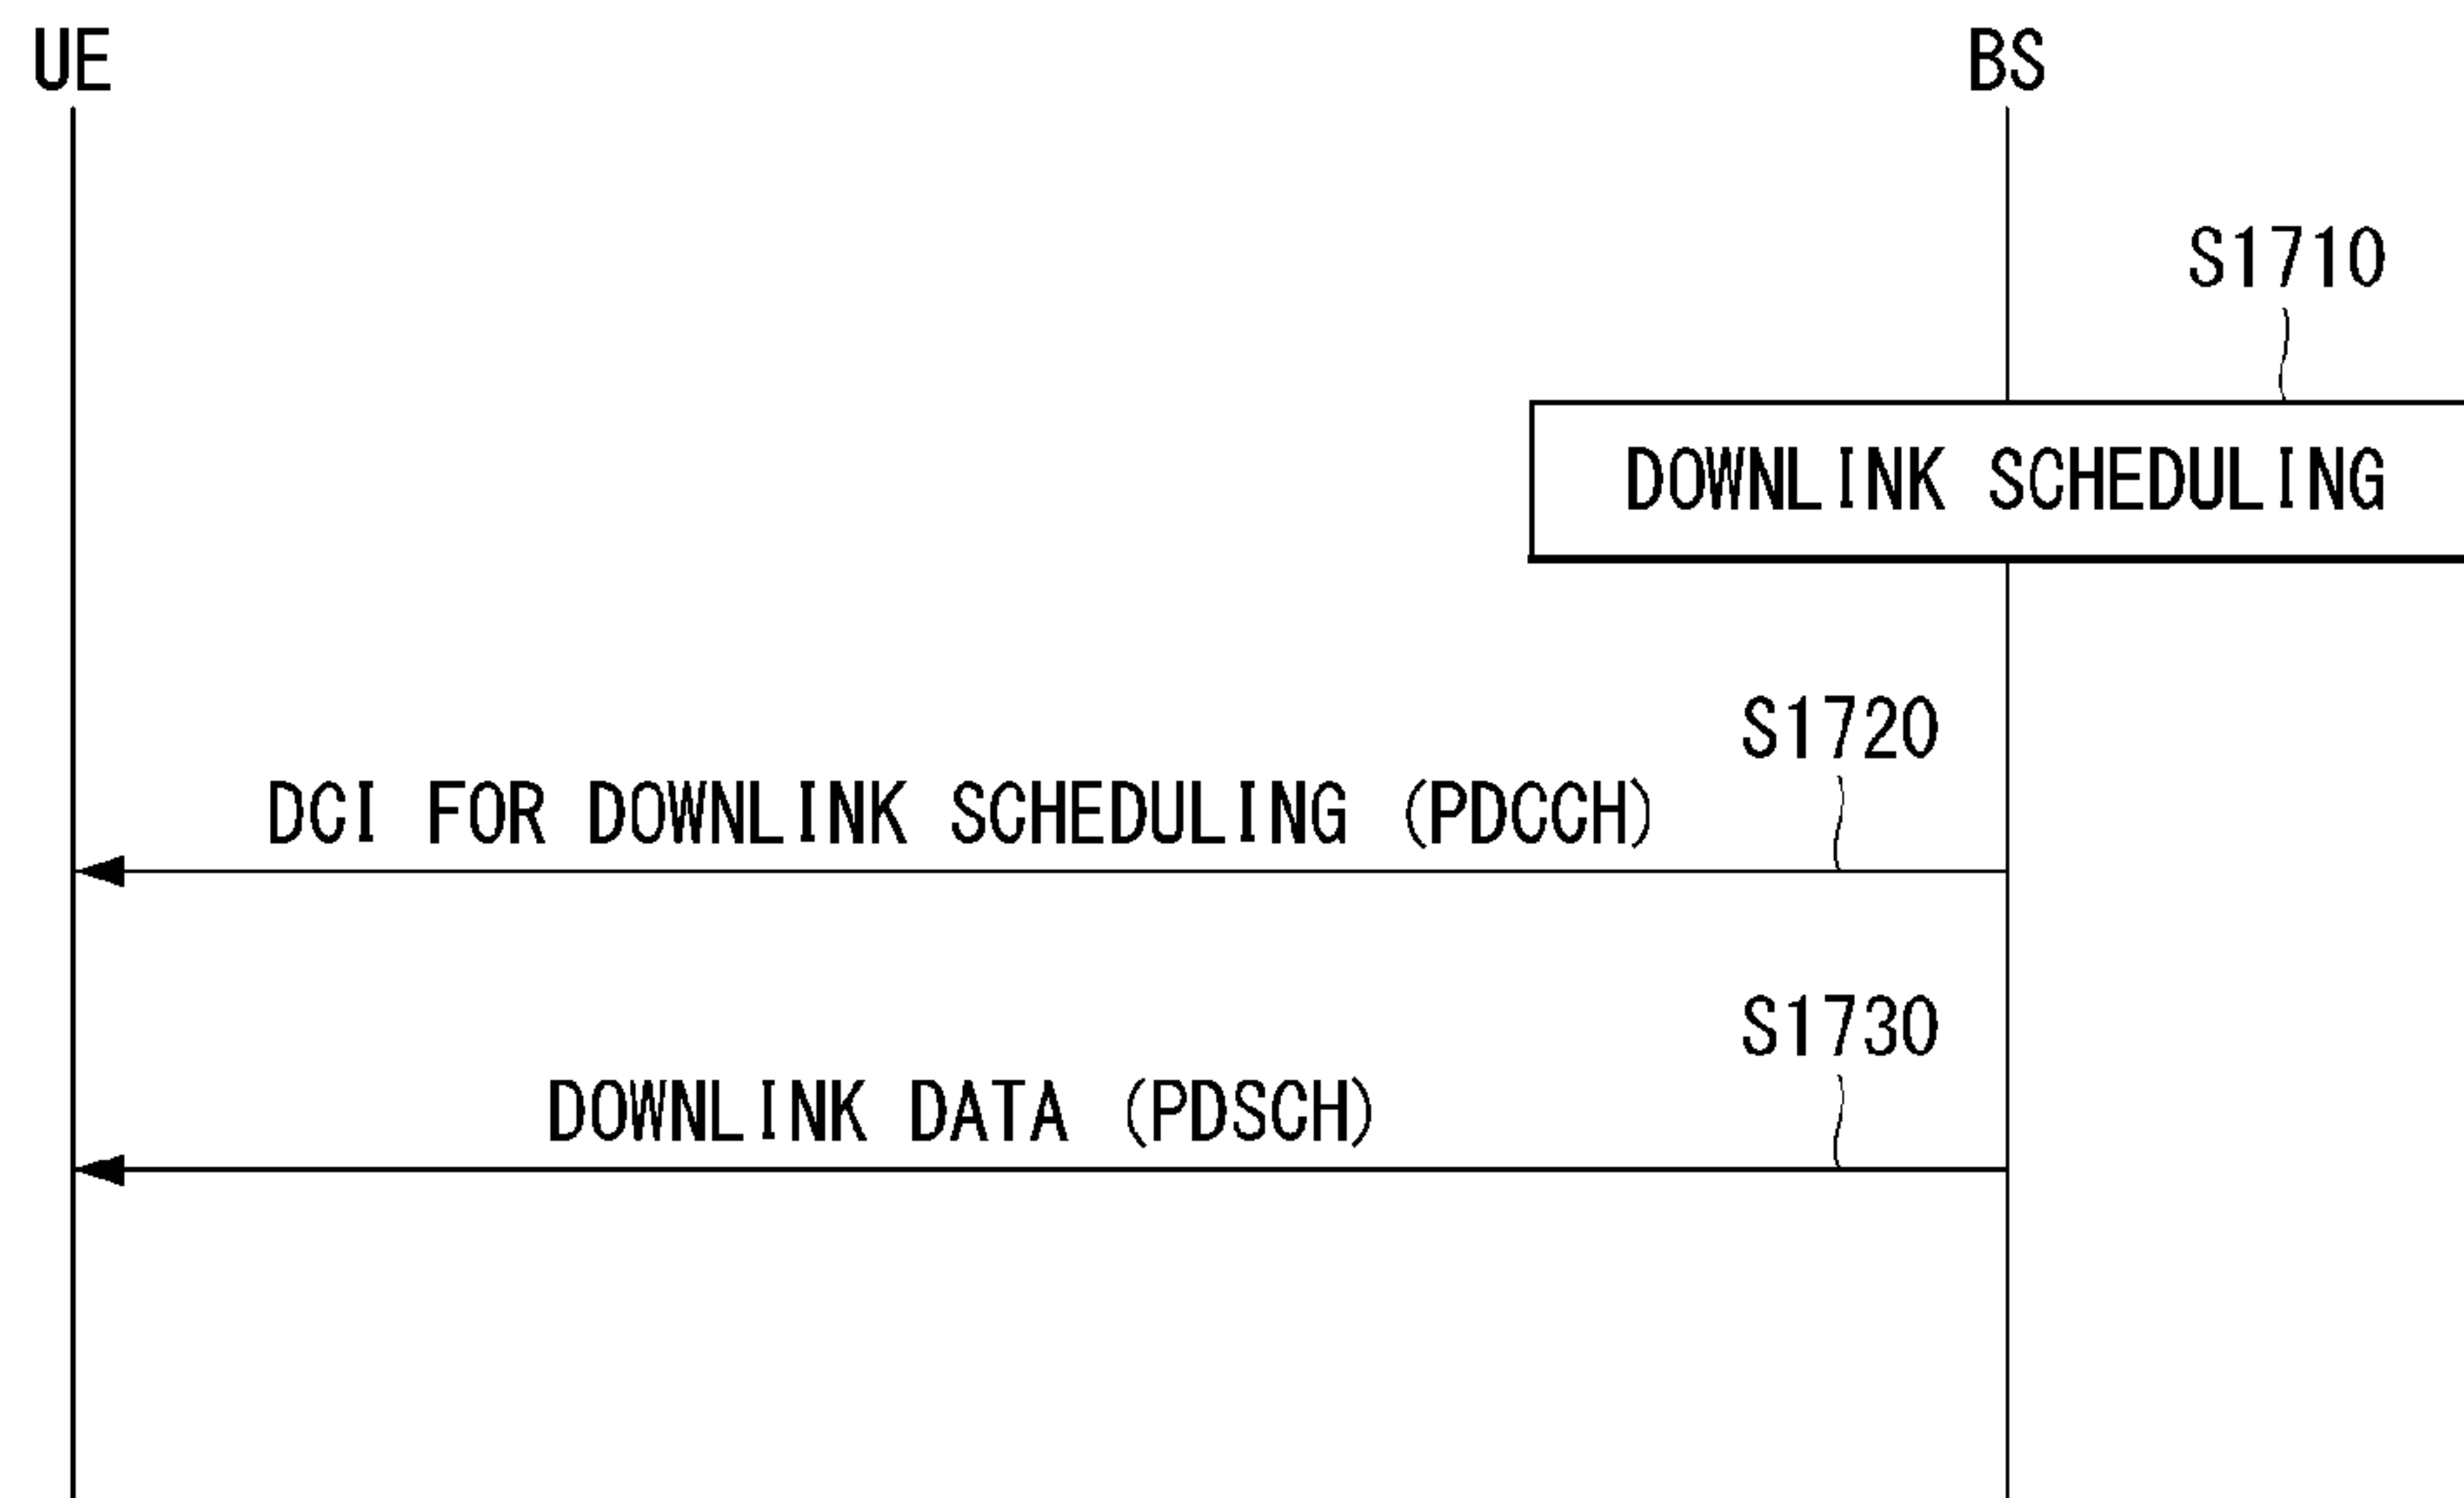 UE
BS
S1710
DOWNLINK SCHEDULING
S1720
DCI FOR DOWNLINK SCHEDULING (PDCCH)
S1730
DOWNLINK DATA (PDSCH)